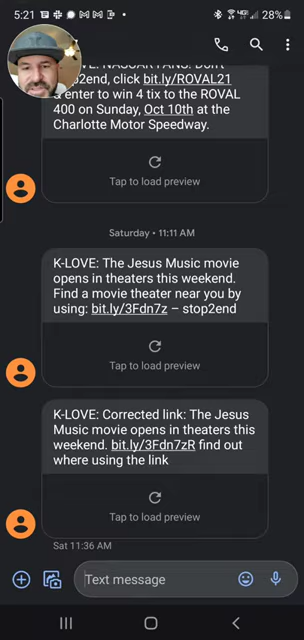 5:21
28%
NASCAR FANS! Don't
2end, click bit.ly/ROVAL21
& enter to win 4 tix to the ROVAL
400 on Sunday, Oct 10th at the
Charlotte Motor Speedway.
Tap to load preview
Saturday • 11:11 AM
K-LOVE: The Jesus Music movie
opens in theaters this weekend.
Find a movie theater near you by
using: bit.ly/3Fdn7z – stop2end
Tap to load preview
K-LOVE: Corrected link: The Jesus
Music movie opens in theaters this
weekend. bit.ly/3Fdn7zR find out
where using the link
Tap to load preview
Sat 11:36 AM
Text message